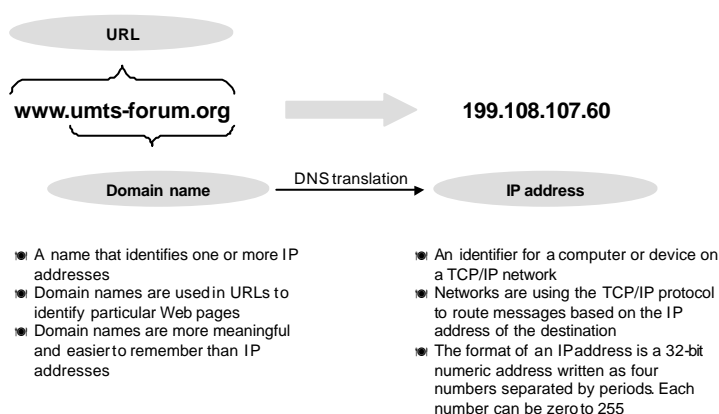 URL
www.umts-forum.org
199.108.107.60
Domain name
DNS translation
IP address
A name that identifies one or more IP
addresses
Domain names are used in URLs to
identify particular Web pages
Domain names are more meaningful
and easier to remember than IP
addresses
An identifier for a computer or device on
a TCP/IP network
Networks are using the TCP/IP protocol
to route messages based on the IP
address of the destination
The format of an IP address is a 32-bit
numeric address written as four
numbers separated by periods. Each
number can be zero to 255